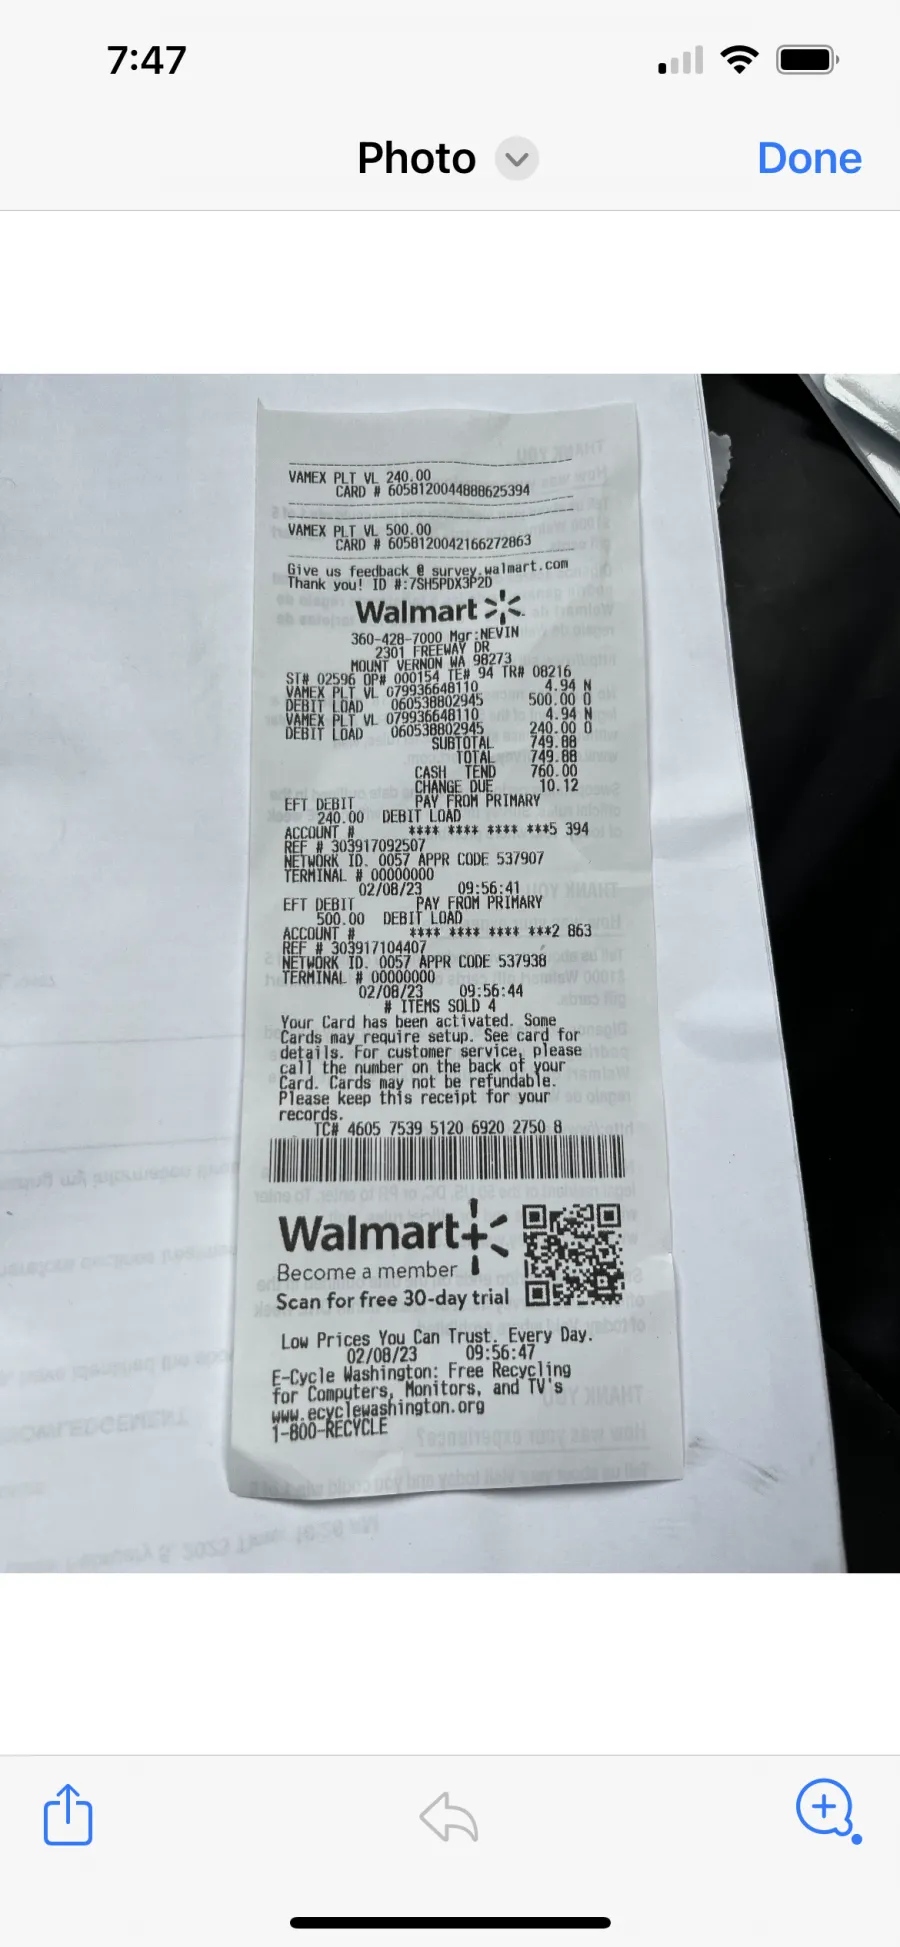 7:47
Photo
Done
VAMEX PLT VL 240.00
CARD # 6058120044888625394
VAMEX PLT VL 500.00
CARD # 6058120042166272863
Give us feedback @ survey.walmart.com
Thank you! ID #:7SH5PDX3P2D
Walmart
360-428-7000 Mgr:NEVIN
2301 FREEWAY DR
MOUNT VERNON WA 98273
ST# 02596 OP# 000154 TE# 94 TR# 08216
VAMEX PLT VL 079936648110 4.94 N
DEBIT LOAD 060538802945 500.00 O
VAMEX PLT VL 079936648110 4.94 N
DEBIT LOAD 060538802945 240.00 O
SUBTOTAL 749.88
TOTAL 749.88
CASH TEND 760.00
CHANGE DUE 10.12
EFT DEBIT PAY FROM PRIMARY
240.00 DEBIT LOAD
ACCOUNT # **** **** **** ***5 394
REF # 303917092507
NETWORK ID. 0057 APPR CODE 537907
TERMINAL # 00000000
02/08/23 09:56:41
EFT DEBIT PAY FROM PRIMARY
500.00 DEBIT LOAD
ACCOUNT # **** **** **** ***2 863
REF # 303917104407
NETWORK ID. 0057 APPR CODE 537938
TERMINAL # 00000000
02/08/23 09:56:44
# ITEMS SOLD 4
Your Card has been activated. Some
Cards may require setup. See card for
details. For customer service, please
call the number on the back of your
Card. Cards may not be refundable.
Please keep this receipt for your
records.
TC# 4605 7539 5120 6920 2750 8
Walmart+
Become a member
Scan for free 30-day trial
Low Prices You Can Trust. Every Day.
02/08/23 09:56:47
E-Cycle Washington: Free Recycling
for Computers, Monitors, and TV's
www.ecyclewashington.org
1-800-RECYCLE